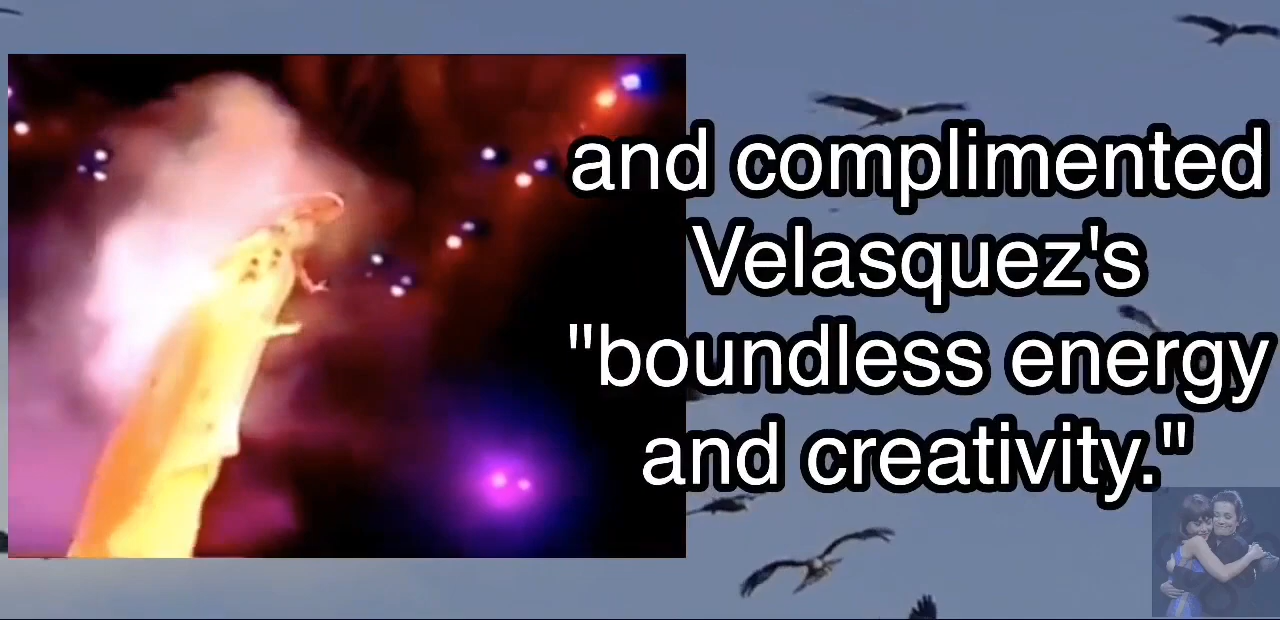 and complimented
Velasquez's
"boundless energy
and creativity."